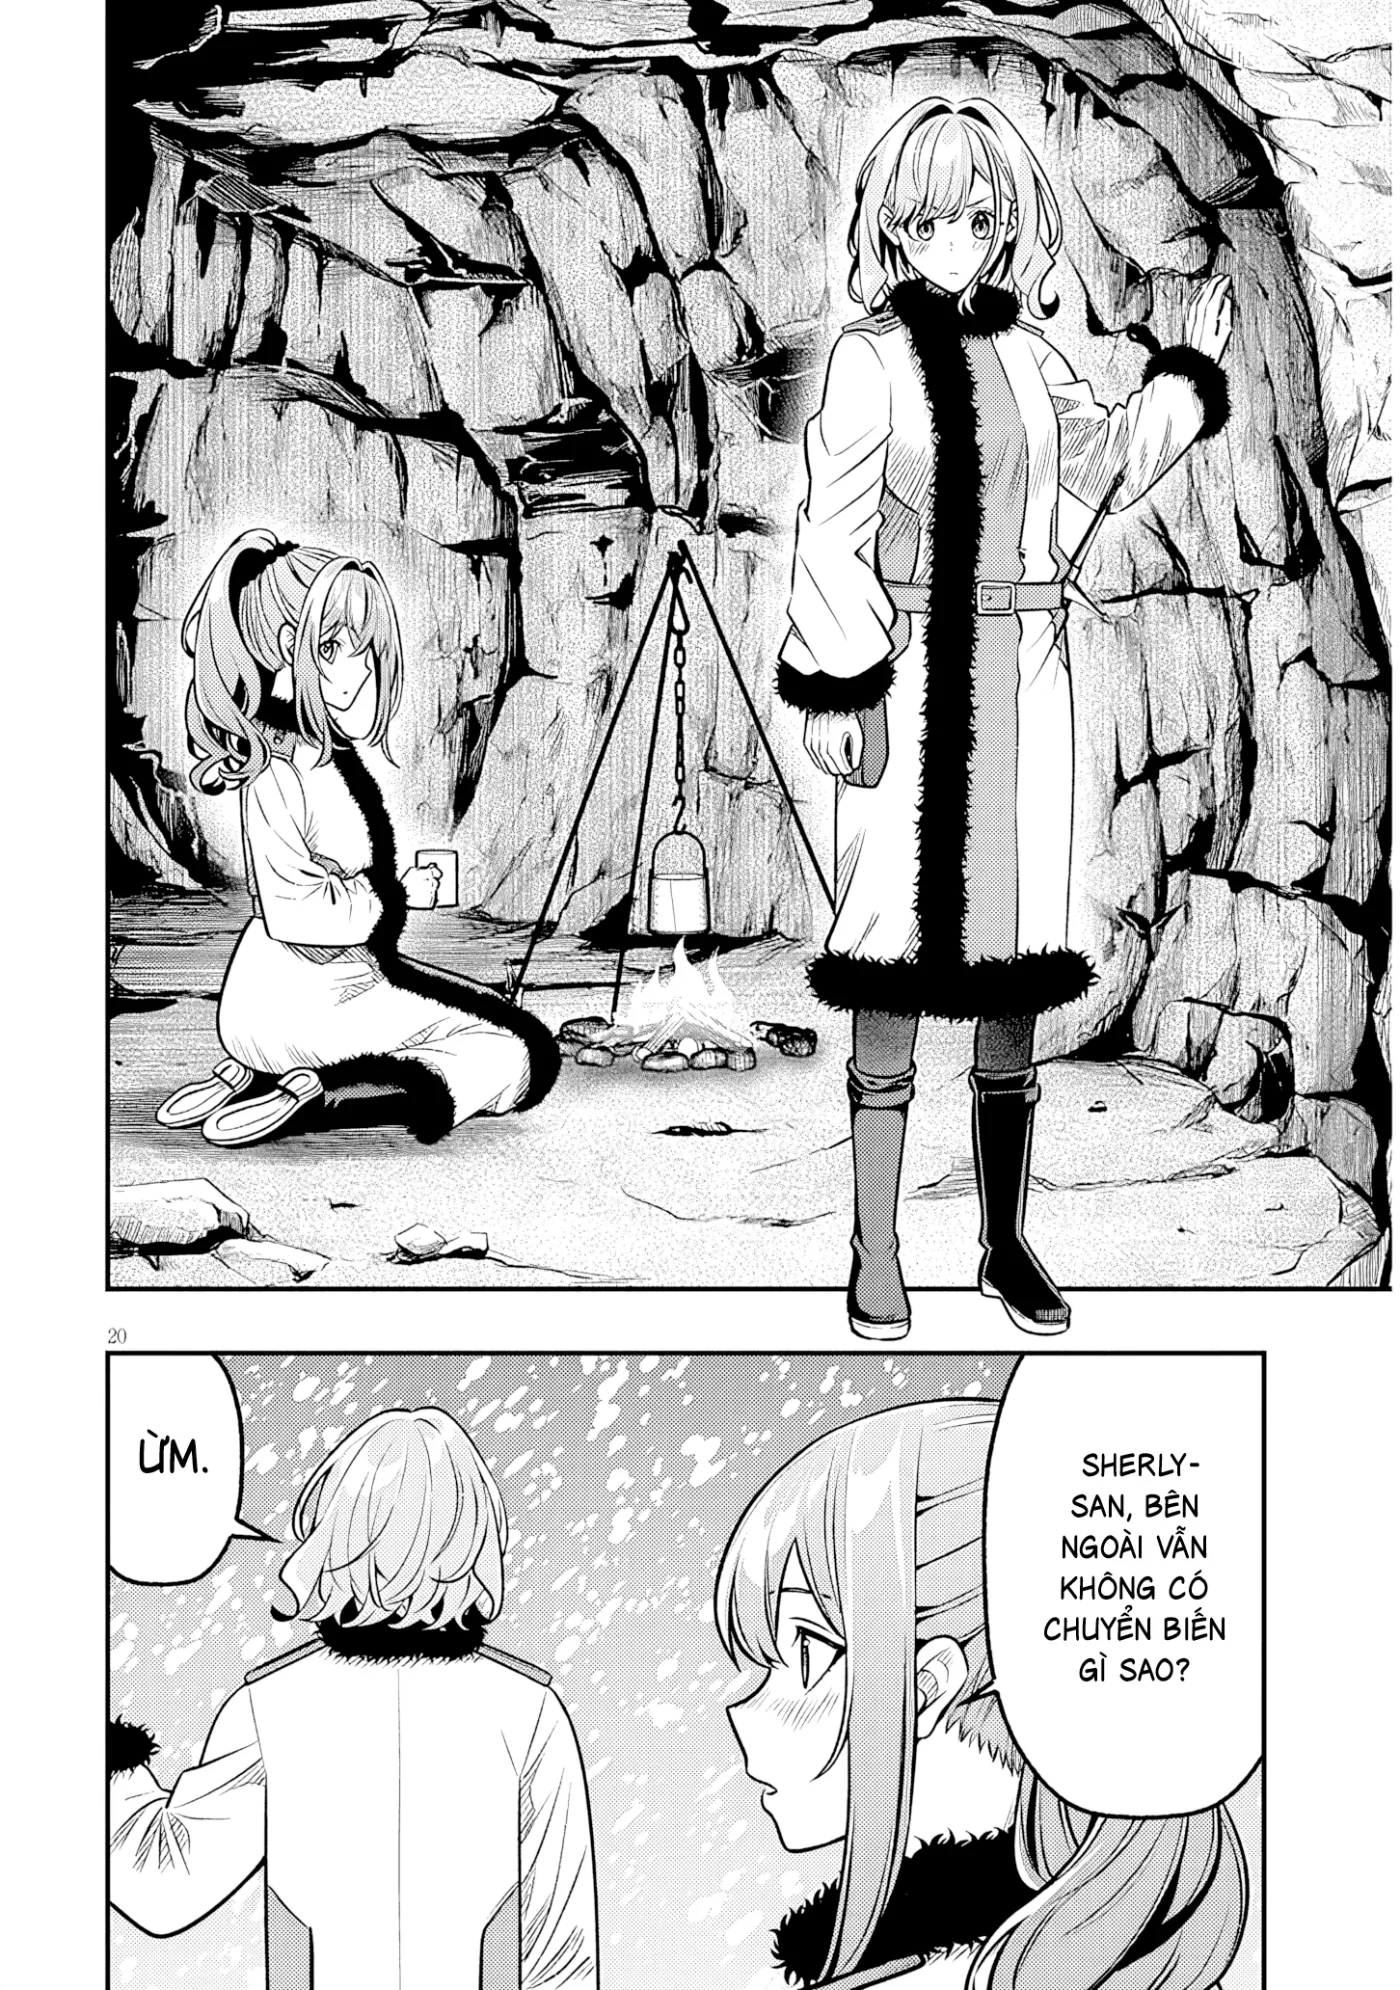 20
SHERLY-
SAN, BÊN
NGOÀI VẪN
KHÔNG CÓ
CHUYỂN BIẾN
GÌ SAO?
ỪM.